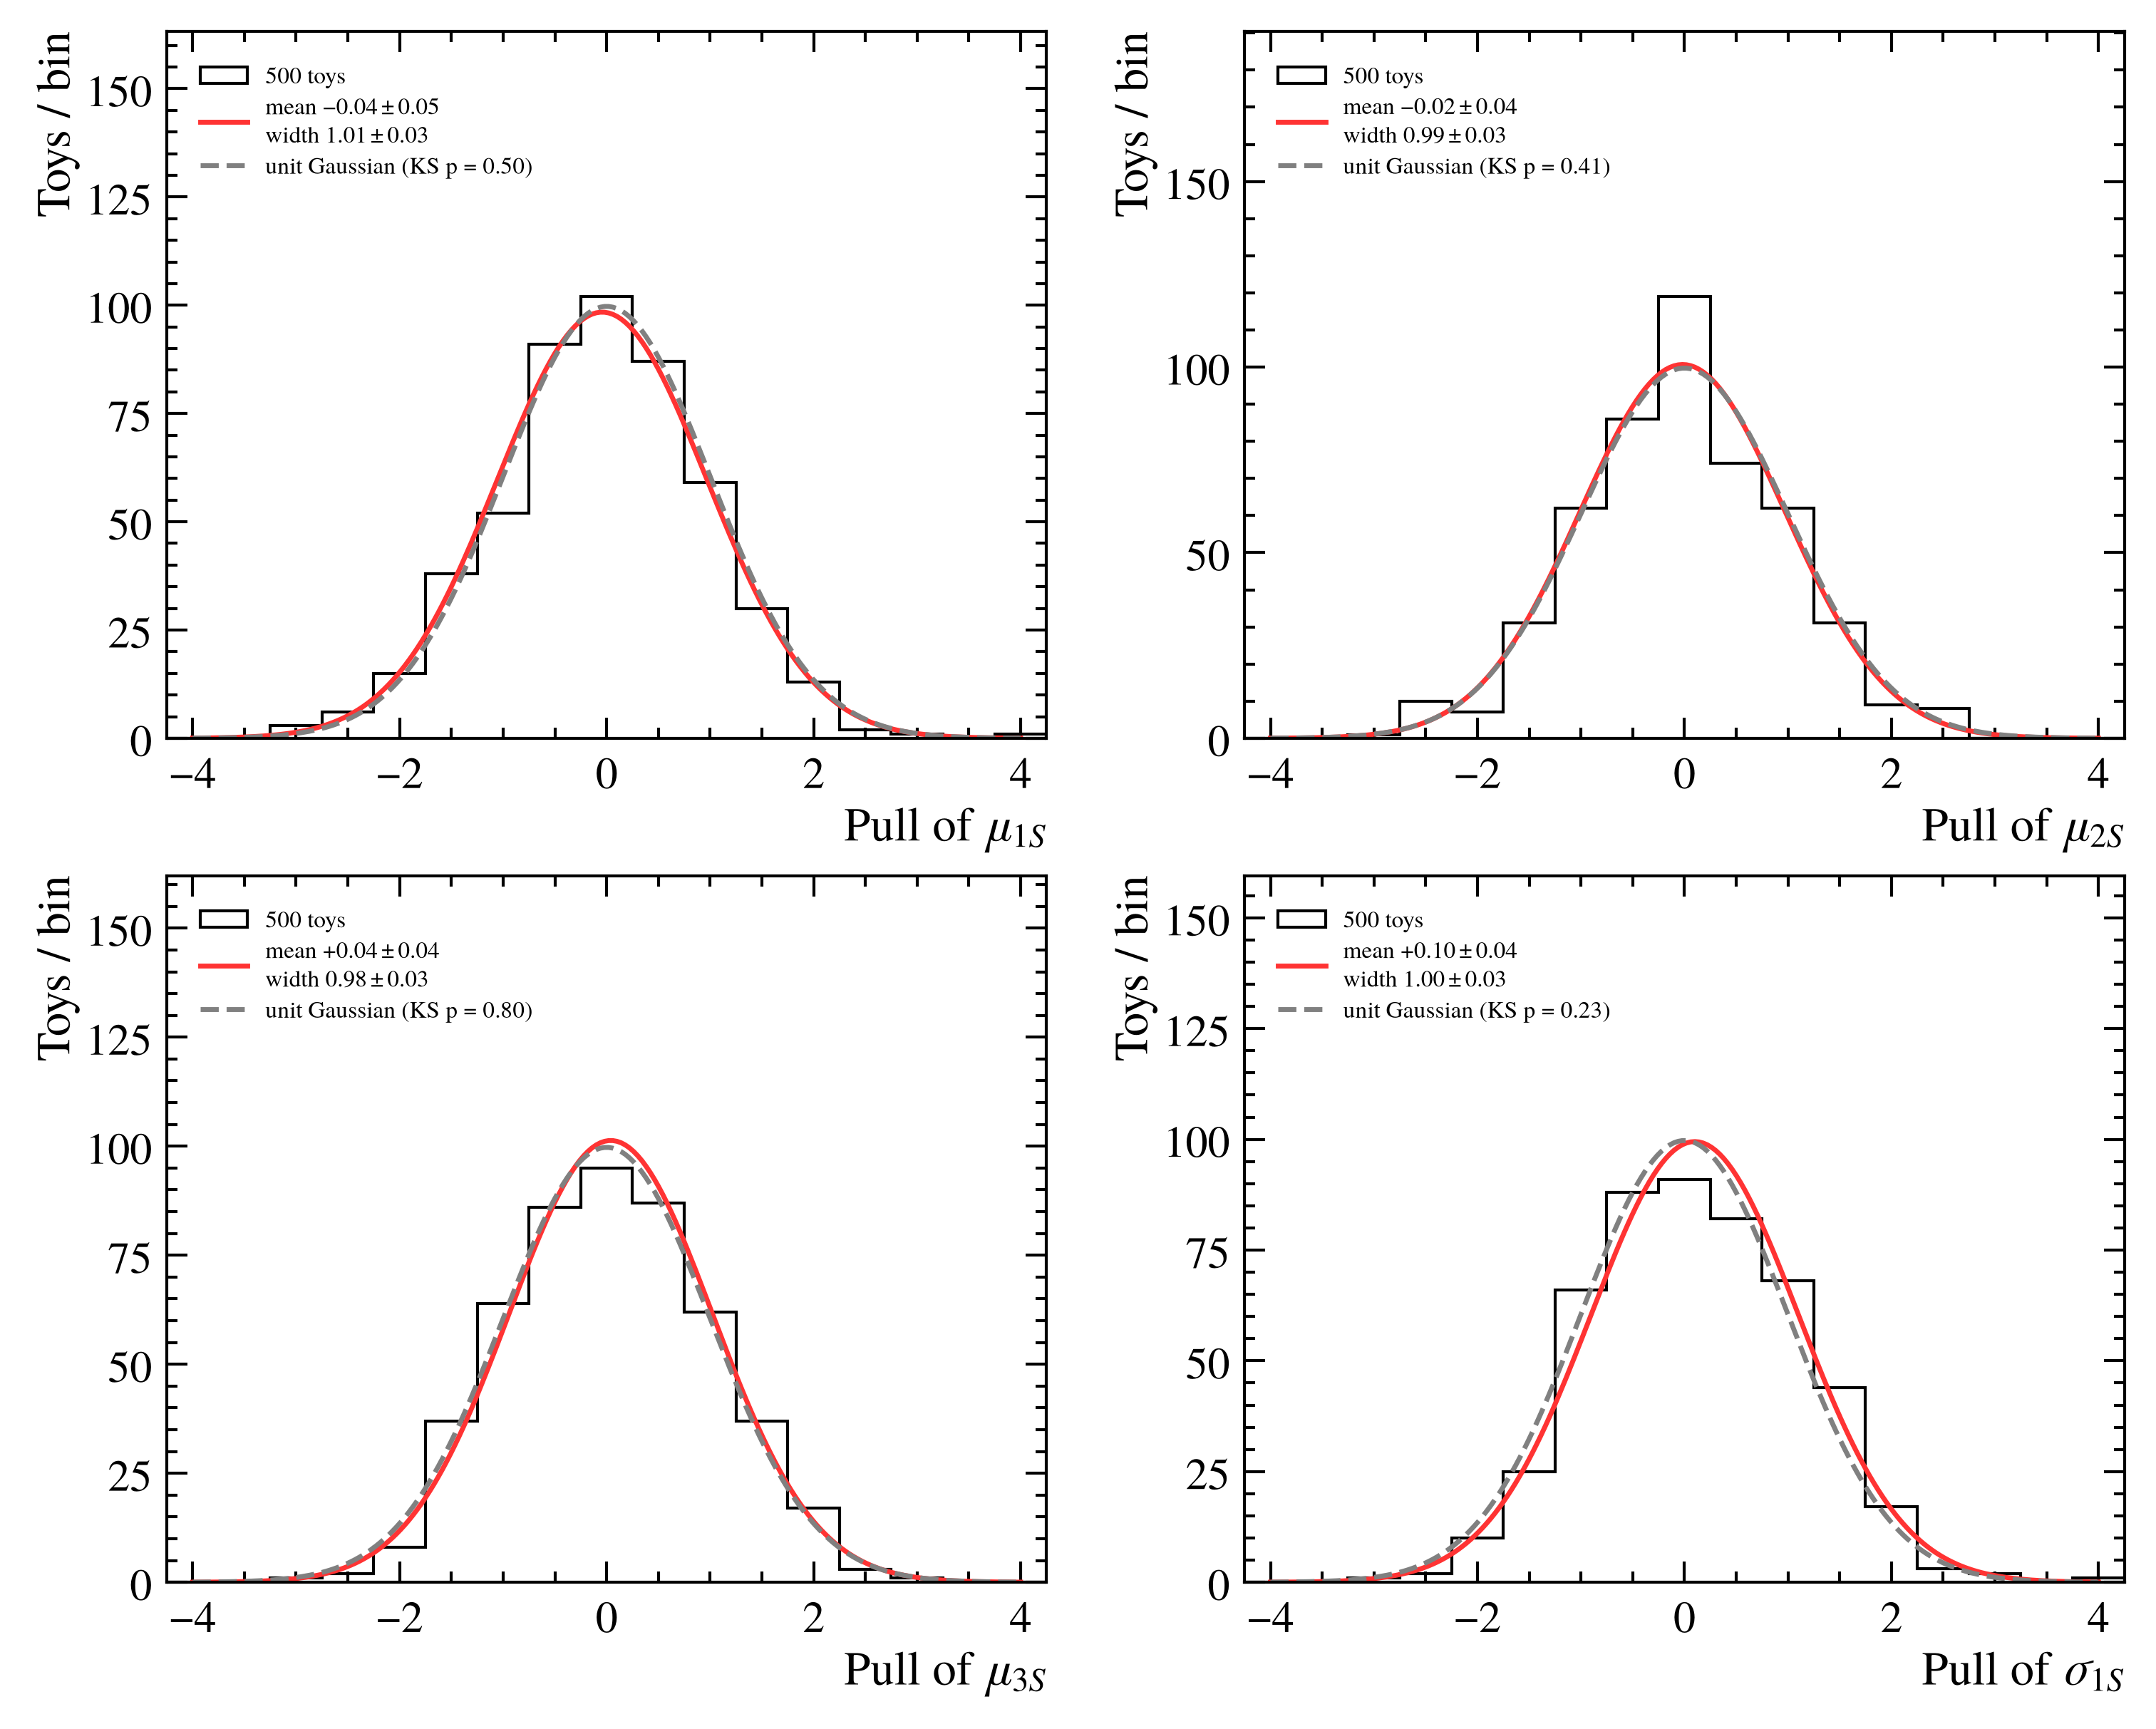 Toys / bin
150
125
100
75
50
25
0
500 toys
mean −0.04 ± 0.05
width 1.01 ± 0.03
unit Gaussian (KS p = 0.50)
−4 −2 0 2 4
Pull of μ1S
Toys / bin
150
100
50
0
500 toys
mean −0.02 ± 0.04
width 0.99 ± 0.03
unit Gaussian (KS p = 0.41)
−4 −2 0 2 4
Pull of μ2S
Toys / bin
150
125
100
75
50
25
0
500 toys
mean +0.04 ± 0.04
width 0.98 ± 0.03
unit Gaussian (KS p = 0.80)
−4 −2 0 2 4
Pull of μ3S
Toys / bin
150
125
100
75
50
25
0
500 toys
mean +0.10 ± 0.04
width 1.00 ± 0.03
unit Gaussian (KS p = 0.23)
−4 −2 0 2 4
Pull of σ1S